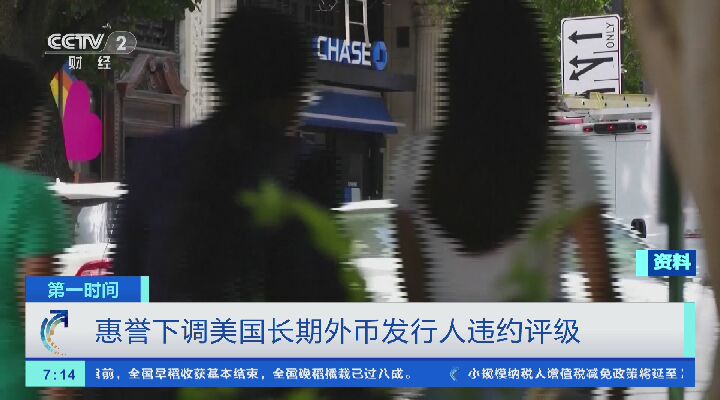 CCTV 2
财 经
CHASE
ONLY
资料
第一时间
惠誉下调美国长期外币发行人违约评级
7:14
前，全国早稻收获基本结束，全国晚稻播栽已过八成。
小规模纳税人增值税减免政策将延至2